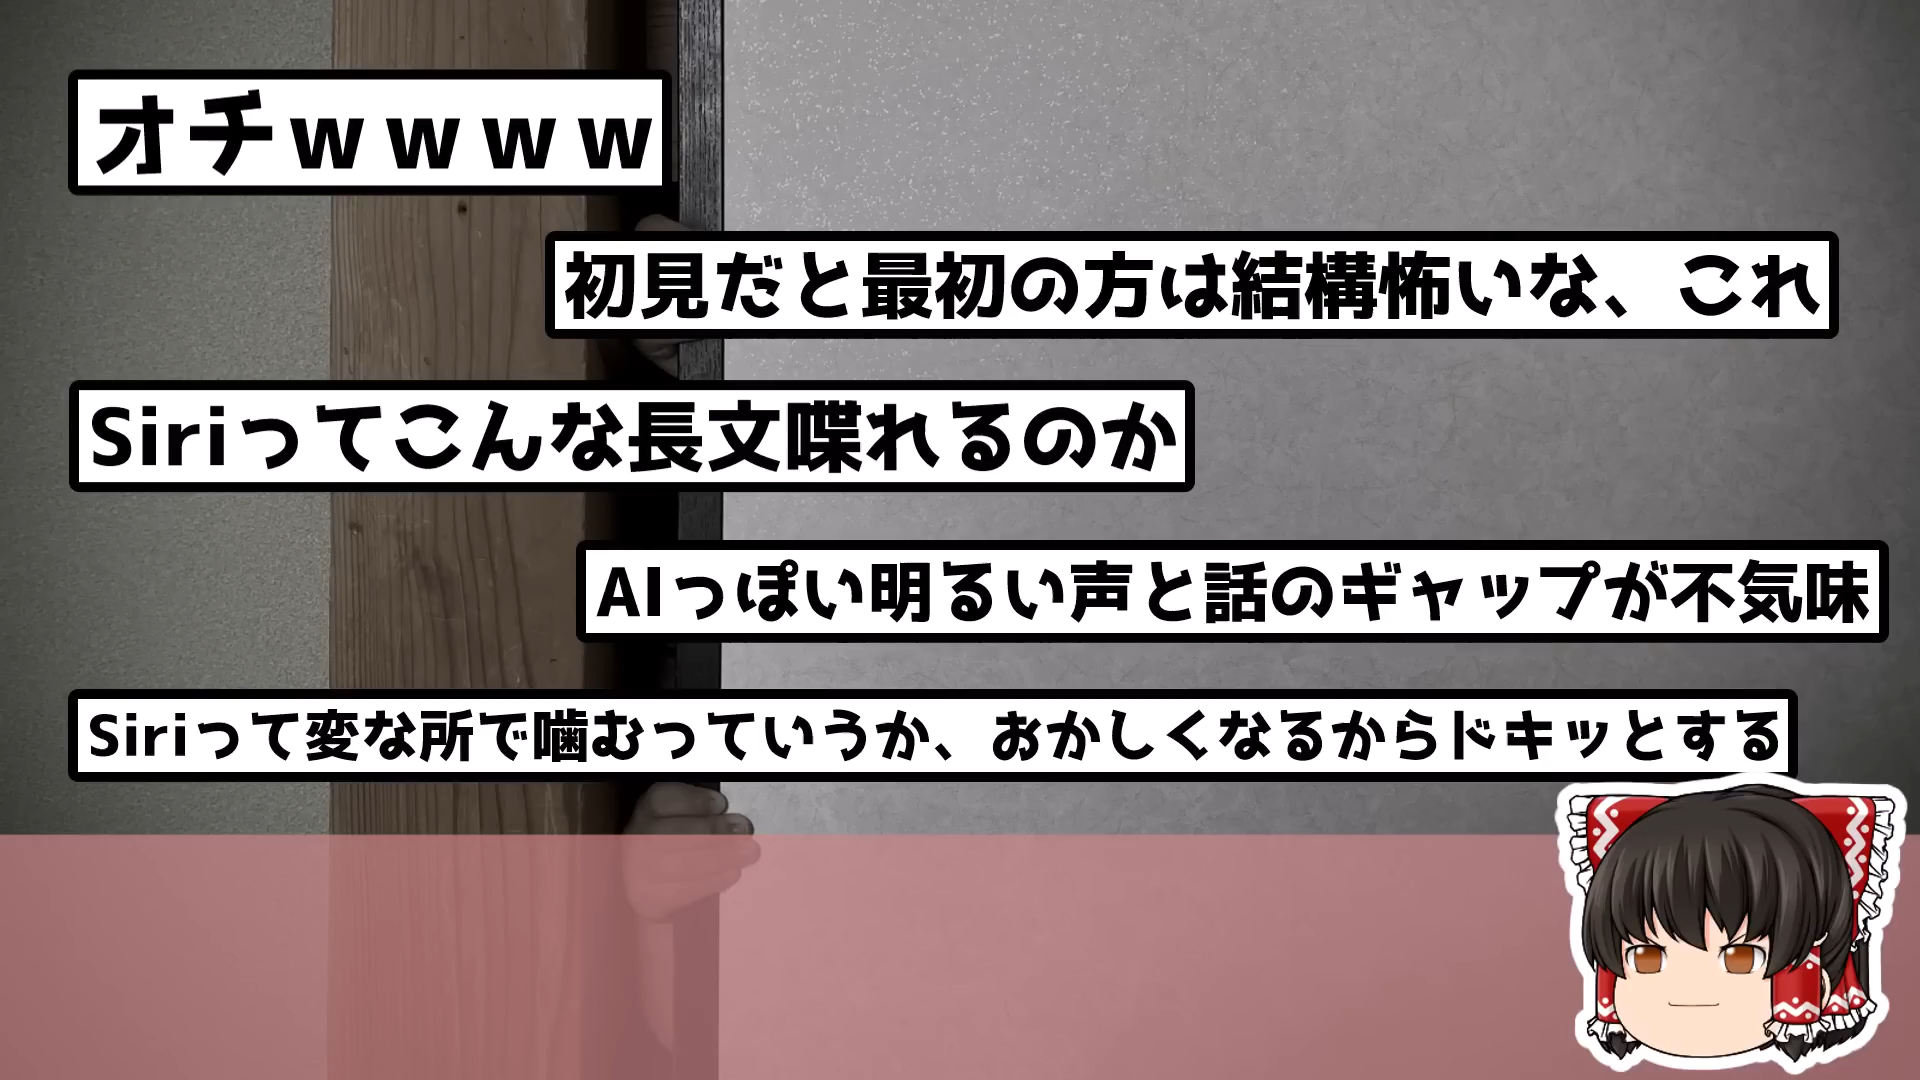 オチｗｗｗｗ
初見だと最初の方は結構怖いな、これ
Siriってこんな長文喋れるのか
AIっぽい明るい声と話のギャップが不気味
Siriって変な所で噛むっていうか、おかしくなるからドキッとする